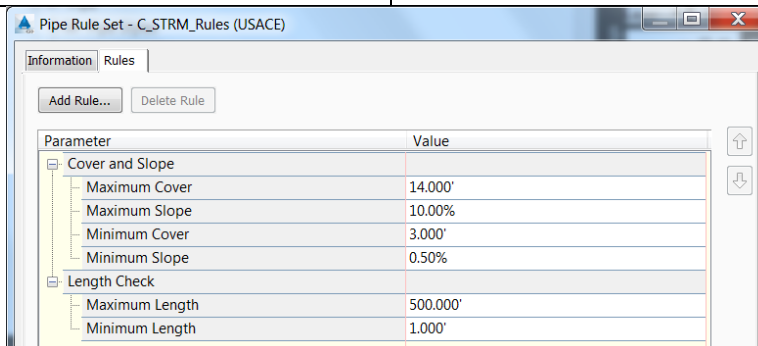 Pipe Rule Set - C_STRM_Rules (USACE)
Information Rules
Add Rule... Delete Rule
Parameter Value
Cover and Slope
Maximum Cover 14.000'
Maximum Slope 10.00%
Minimum Cover 3.000'
Minimum Slope 0.50%
Length Check
Maximum Length 500.000'
Minimum Length 1.000'